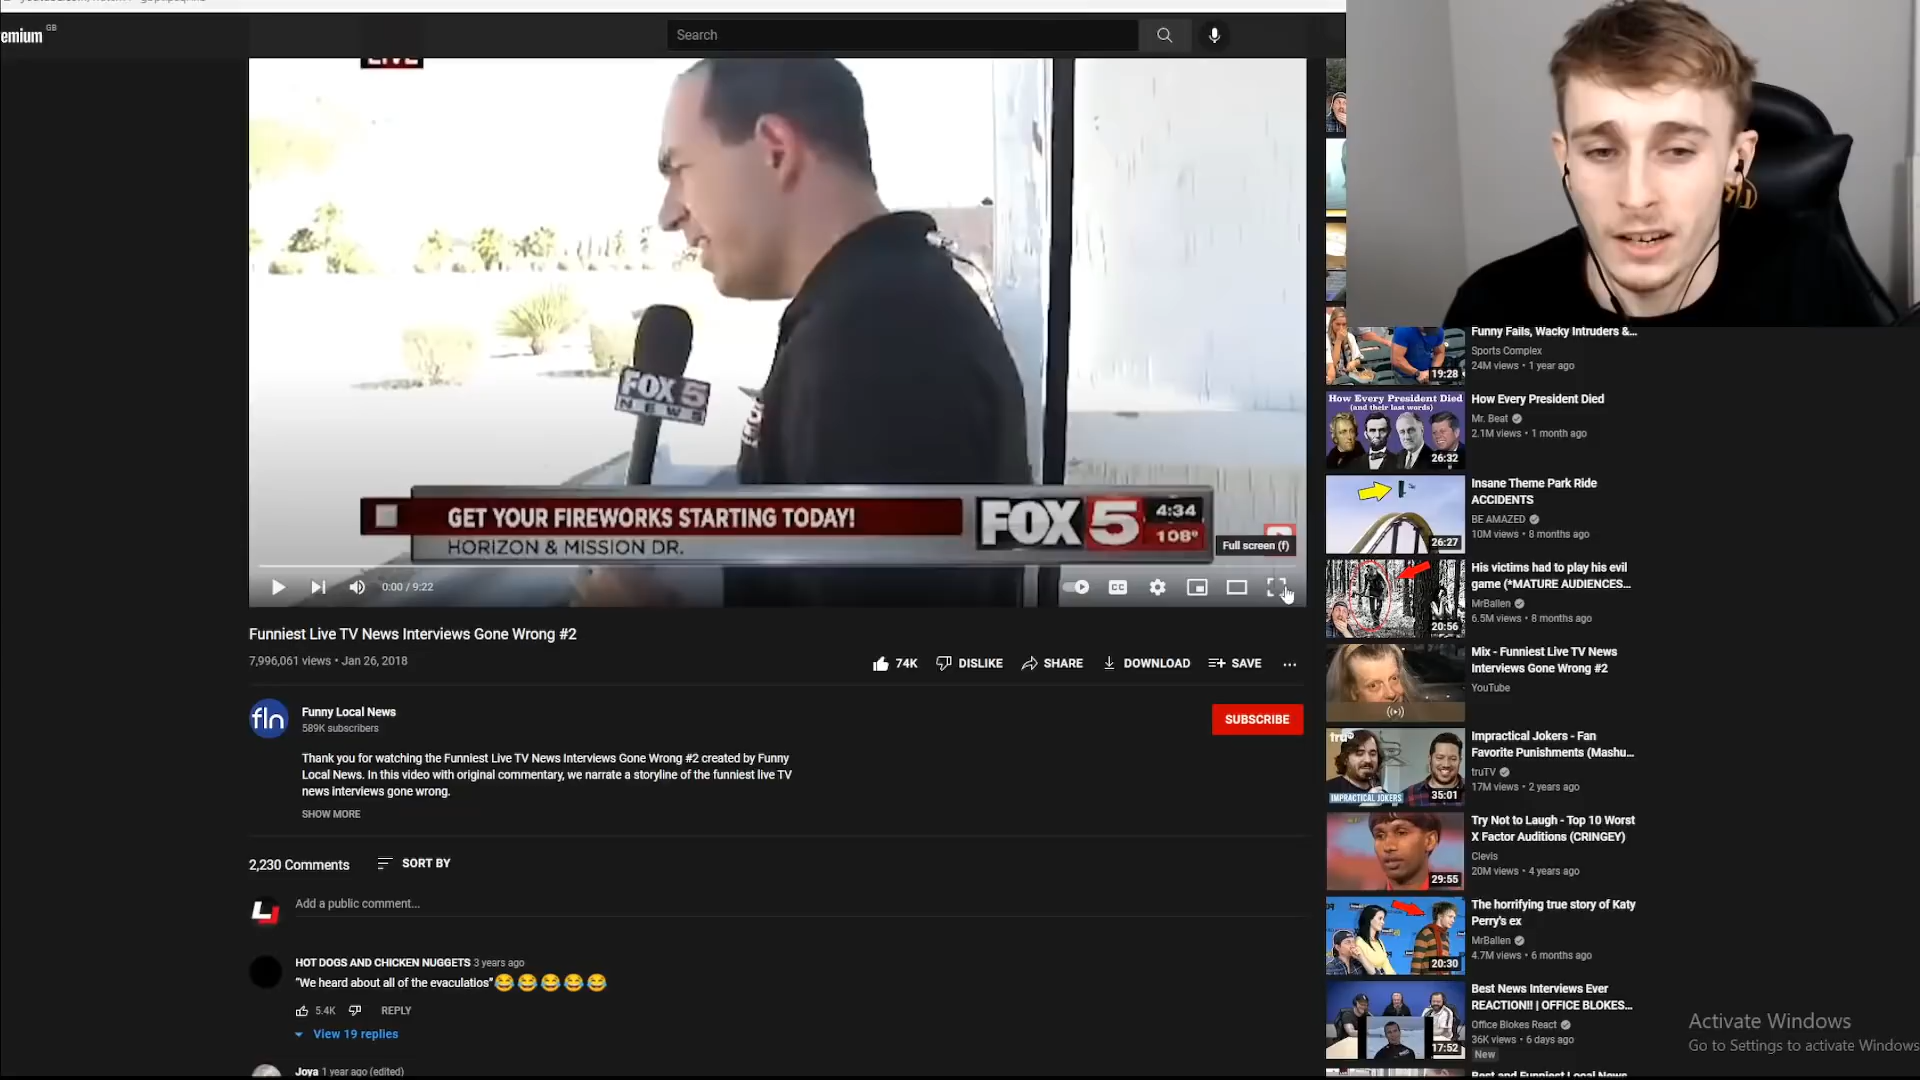 emium GB
Search
LIVE
FOX 5
NEWS
GET YOUR FIREWORKS STARTING TODAY!
HORIZON & MISSION DR.
FOX 5
4:34
108°
Full screen (f)
0:00 / 9:22
CC
Funniest Live TV News Interviews Gone Wrong #2
7,996,061 views • Jan 26, 2018
74K
DISLIKE
SHARE
DOWNLOAD
SAVE
fln
Funny Local News
589K subscribers
SUBSCRIBE
Thank you for watching the Funniest Live TV News Interviews Gone Wrong #2 created by Funny
Local News. In this video with original commentary, we narrate a storyline of the funniest live TV
news interviews gone wrong.
SHOW MORE
2,230 Comments
SORT BY
Add a public comment...
HOT DOGS AND CHICKEN NUGGETS 3 years ago
"We heard about all of the evaculatios"😂😂😂😂😂
5.4K
REPLY
View 19 replies
Joya 1 year ago (edited)
Funny Fails, Wacky Intruders &...
Sports Complex
24M views • 1 year ago
19:28
How Every President Died
(and their last words)
26:32
How Every President Died
Mr. Beat
2.1M views • 1 month ago
26:27
Insane Theme Park Ride
ACCIDENTS
BE AMAZED
10M views • 8 months ago
20:56
His victims had to play his evil
game (*MATURE AUDIENCES...
MrBallen
6.5M views • 8 months ago
Mix - Funniest Live TV News
Interviews Gone Wrong #2
YouTube
tru
IMPRACTICAL JOKERS
35:01
Impractical Jokers - Fan
Favorite Punishments (Mashu...
truTV
17M views • 2 years ago
29:55
Try Not to Laugh - Top 10 Worst
X Factor Auditions (CRINGEY)
Clevis
20M views • 4 years ago
20:30
The horrifying true story of Katy
Perry's ex
MrBallen
4.7M views • 6 months ago
17:52
Best News Interviews Ever
REACTION!! | OFFICE BLOKES...
Office Blokes React
36K views • 6 days ago
New
Best and Funniest Local News
Activate Windows
Go to Settings to activate Windows